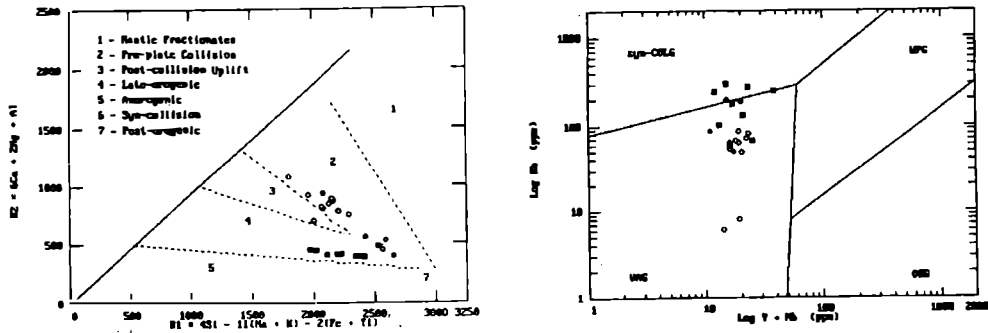 2500
2000
1500
1000
500
0
1 - Mantle Fractionates
2 - Pre-plate Collision
3 - Post-collision Uplift
4 - Late-orogenic
5 - Anorogenic
6 - Syn-collision
7 - Post-orogenic
1
2
3
4
5
7
R2 = 6Ca + 2Mg + Al
0 500 1000 1500 2000 2500 3000 3250
R1 = 4Si - 11(Na + K) - 2(Fe + Ti)
1000
100
10
1
syn-COLG
WPG
VAG
ORG
Log Rb (ppm)
1 10 100 1000 2000
Log Y + Nb (ppm)